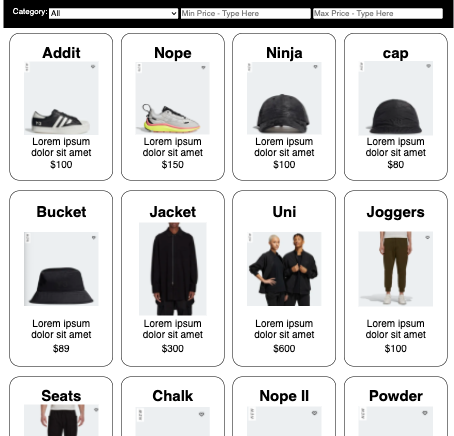 Category: All Min Price - Type Here Max Price - Type Here
Addit Nope Ninja cap
Lorem ipsum Lorem ipsum Lorem ipsum Lorem ipsum
dolor sit amet dolor sit amet dolor sit amet dolor sit amet
$100 $150 $100 $80
Bucket Jacket Uni Joggers
Lorem ipsum Lorem ipsum Lorem ipsum Lorem ipsum
dolor sit amet dolor sit amet dolor sit amet dolor sit amet
$89 $300 $600 $100
Seats Chalk Nope II Powder